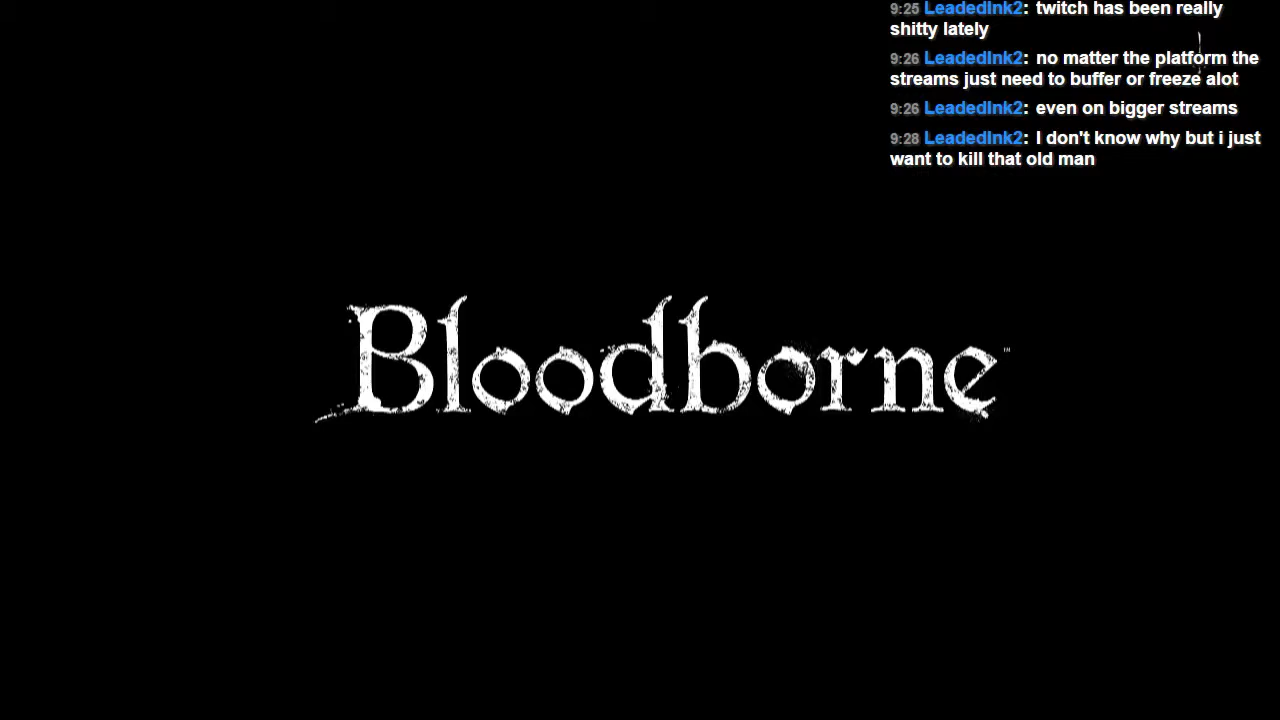 9:25 LeadedInk2: twitch has been really
shitty lately
9:26 LeadedInk2: no matter the platform the
streams just need to buffer or freeze alot
9:26 LeadedInk2: even on bigger streams
9:28 LeadedInk2: I don't know why but i just
want to kill that old man
Bloodborne™